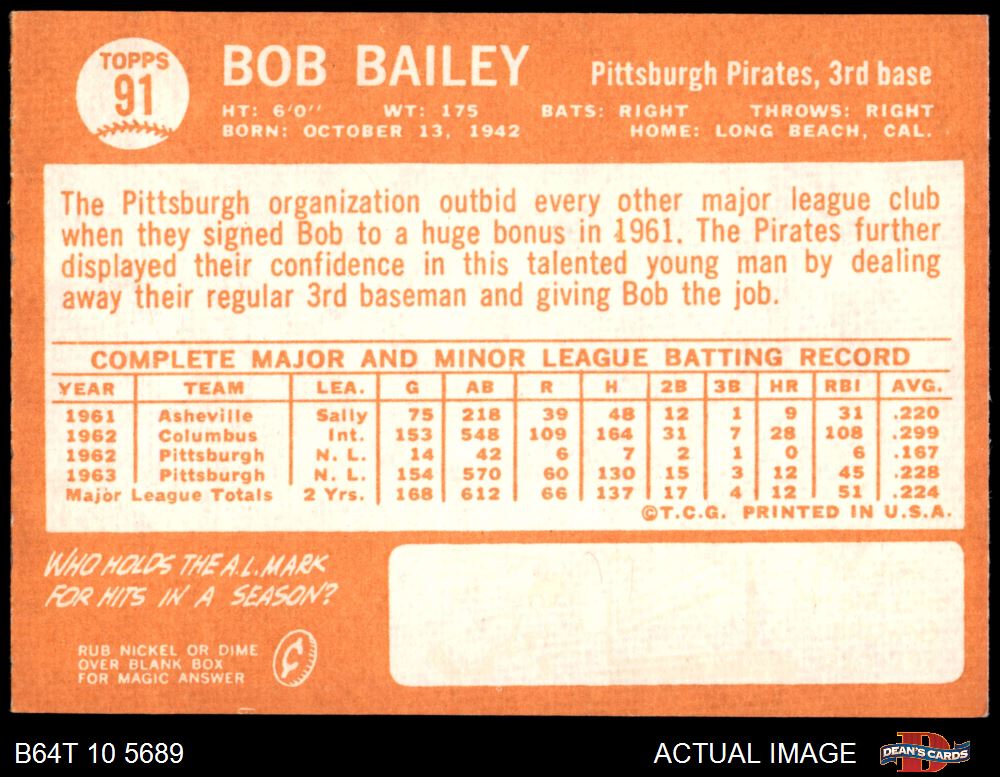 TOPPS
91
BOB BAILEY
Pittsburgh Pirates, 3rd base
HT: 6'0'' WT: 175 BATS: RIGHT THROWS: RIGHT
BORN: OCTOBER 13, 1942 HOME: LONG BEACH, CAL.
The Pittsburgh organization outbid every other major league club
when they signed Bob to a huge bonus in 1961. The Pirates further
displayed their confidence in this talented young man by dealing
away their regular 3rd baseman and giving Bob the job.
COMPLETE MAJOR AND MINOR LEAGUE BATTING RECORD
YEAR TEAM LEA. G AB R H 2B 3B HR RBI AVG.
1961 Asheville Sally 75 218 39 48 12 1 9 31 .220
1962 Columbus Int. 153 548 109 164 31 7 28 108 .299
1962 Pittsburgh N. L. 14 42 6 7 2 1 0 6 .167
1963 Pittsburgh N. L. 154 570 60 130 15 3 12 45 .228
Major League Totals 2 Yrs. 168 612 66 137 17 4 12 51 .224
©T.C.G. PRINTED IN U.S.A.
WHO HOLDS THE A.L. MARK
FOR HITS IN A SEASON?
RUB NICKEL OR DIME
OVER BLANK BOX
FOR MAGIC ANSWER
B64T 10 5689
ACTUAL IMAGE
DEAN'S CARDS